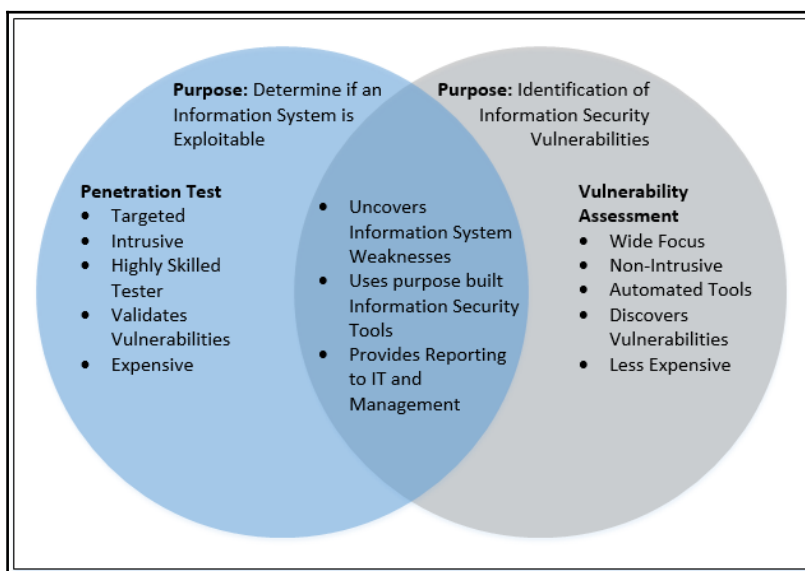 Purpose: Determine if an
Information System is
Exploitable
Purpose: Identification of
Information Security
Vulnerabilities
Penetration Test
• Targeted
• Intrusive
• Highly Skilled
Tester
• Validates
Vulnerabilities
• Expensive
• Uncovers
Information System
Weaknesses
• Uses purpose built
Information Security
Tools
• Provides Reporting
to IT and
Management
Vulnerability
Assessment
• Wide Focus
• Non-Intrusive
• Automated Tools
• Discovers
Vulnerabilities
• Less Expensive